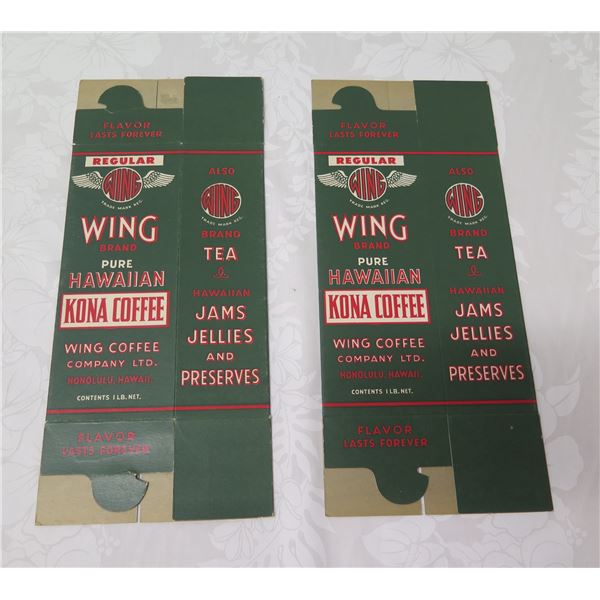 FLAVOR
LASTS FOREVER
REGULAR
WING
TRADE MARK REG.
WING
BRAND
PURE
HAWAIIAN
KONA COFFEE
WING COFFEE
COMPANY LTD.
HONOLULU, HAWAII.
CONTENTS 1 LB. NET.
FLAVOR
LASTS FOREVER
ALSO
WING
TRADE MARK REG.
BRAND
TEA
&
HAWAIIAN
JAMS
JELLIES
AND
PRESERVES
FLAVOR
LASTS FOREVER
REGULAR
WING
TRADE MARK REG.
WING
BRAND
PURE
HAWAIIAN
KONA COFFEE
WING COFFEE
COMPANY LTD.
HONOLULU, HAWAII.
CONTENTS 1 LB. NET.
FLAVOR
LASTS FOREVER
ALSO
WING
TRADE MARK REG.
BRAND
TEA
&
HAWAIIAN
JAMS
JELLIES
AND
PRESERVES